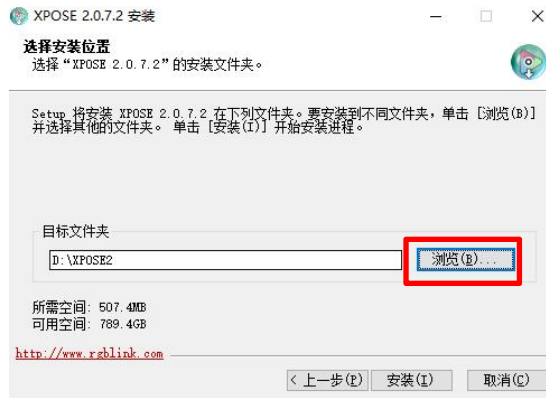 XPOSE 2.0.7.2 安装
选择安装位置
选择“XPOSE 2.0.7.2”的安装文件夹。
Setup 将安装 XPOSE 2.0.7.2 在下列文件夹。要安装到不同文件夹，单击 [浏览(B)]
并选择其他的文件夹。 单击 [安装(I)] 开始安装进程。
目标文件夹
D:\XPOSE2
浏览(B)...
所需空间: 507.4MB
可用空间: 789.4GB
http://www.rgblink.com
< 上一步(P)
安装(I)
取消(C)